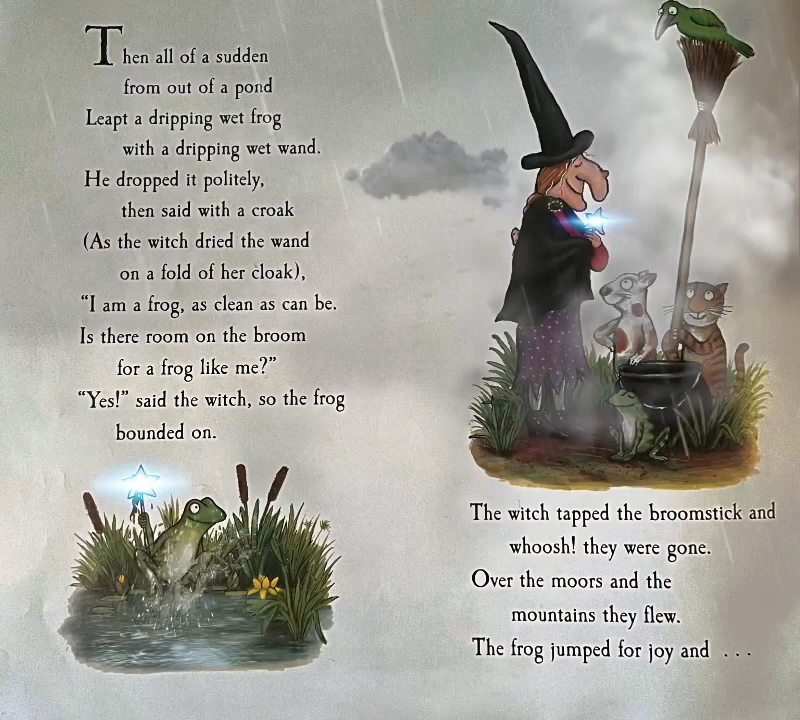 Then all of a sudden
from out of a pond
Leapt a dripping wet frog
with a dripping wet wand.
He dropped it politely,
then said with a croak
(As the witch dried the wand
on a fold of her cloak),
“I am a frog, as clean as can be.
Is there room on the broom
for a frog like me?”
“Yes!” said the witch, so the frog
bounded on.
The witch tapped the broomstick and
whoosh! they were gone.
Over the moors and the
mountains they flew.
The frog jumped for joy and . . .